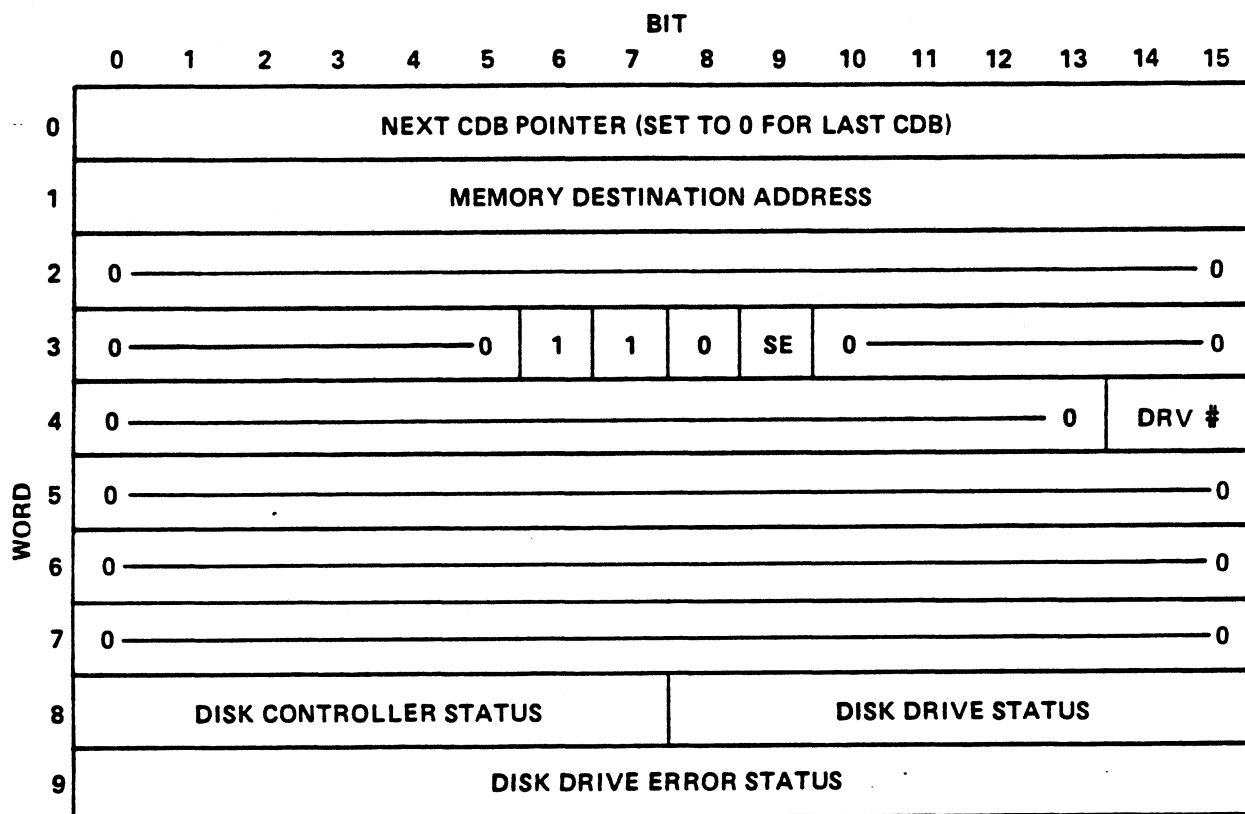 BIT
0 1 2 3 4 5 6 7 8 9 10 11 12 13 14 15
0 NEXT CDB POINTER (SET TO 0 FOR LAST CDB)
1 MEMORY DESTINATION ADDRESS
2 0 0
3 0 0 1 1 0 SE 0 0
4 0 0 DRV #
5 0 0
WORD
6 0 0
7 0 0
8 DISK CONTROLLER STATUS DISK DRIVE STATUS
9 DISK DRIVE ERROR STATUS